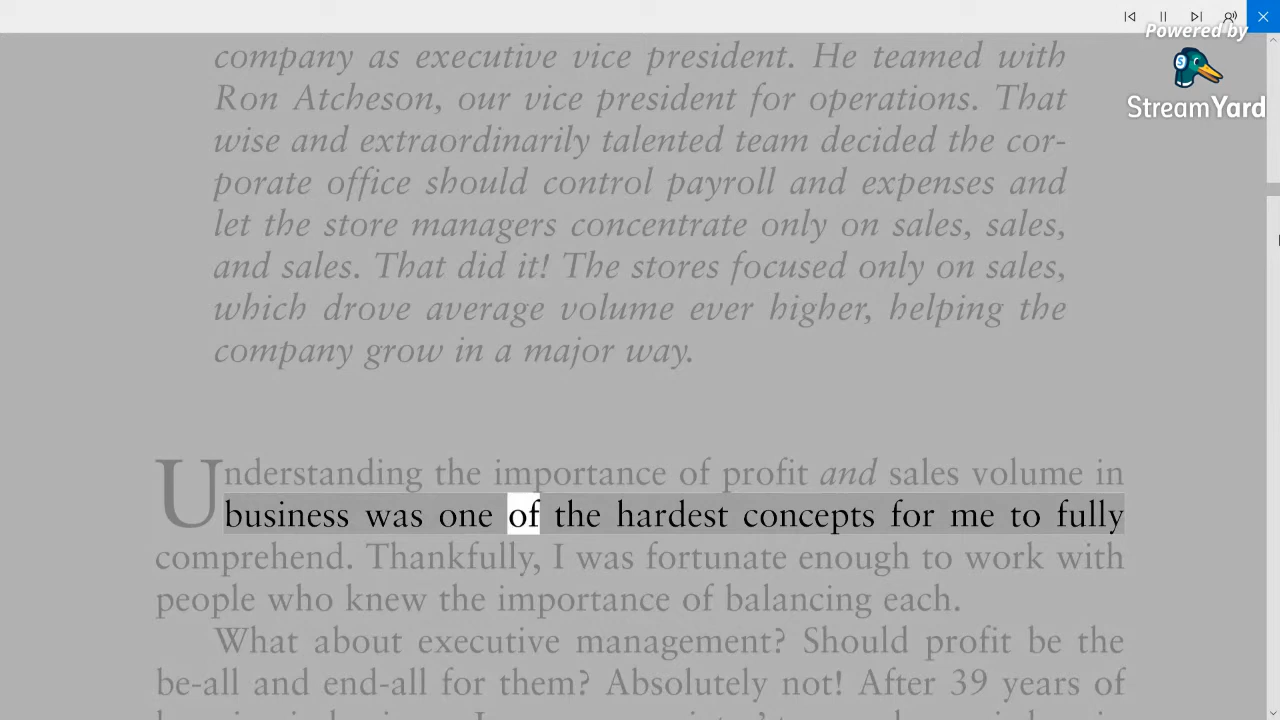 Powered by
StreamYard
company as executive vice president. He teamed with
Ron Atcheson, our vice president for operations. That
wise and extraordinarily talented team decided the cor-
porate office should control payroll and expenses and
let the store managers concentrate only on sales, sales,
and sales. That did it! The stores focused only on sales,
which drove average volume ever higher, helping the
company grow in a major way.
Understanding the importance of profit and sales volume in
business was one of the hardest concepts for me to fully
comprehend. Thankfully, I was fortunate enough to work with
people who knew the importance of balancing each.
What about executive management? Should profit be the
be-all and end-all for them? Absolutely not! After 39 years of